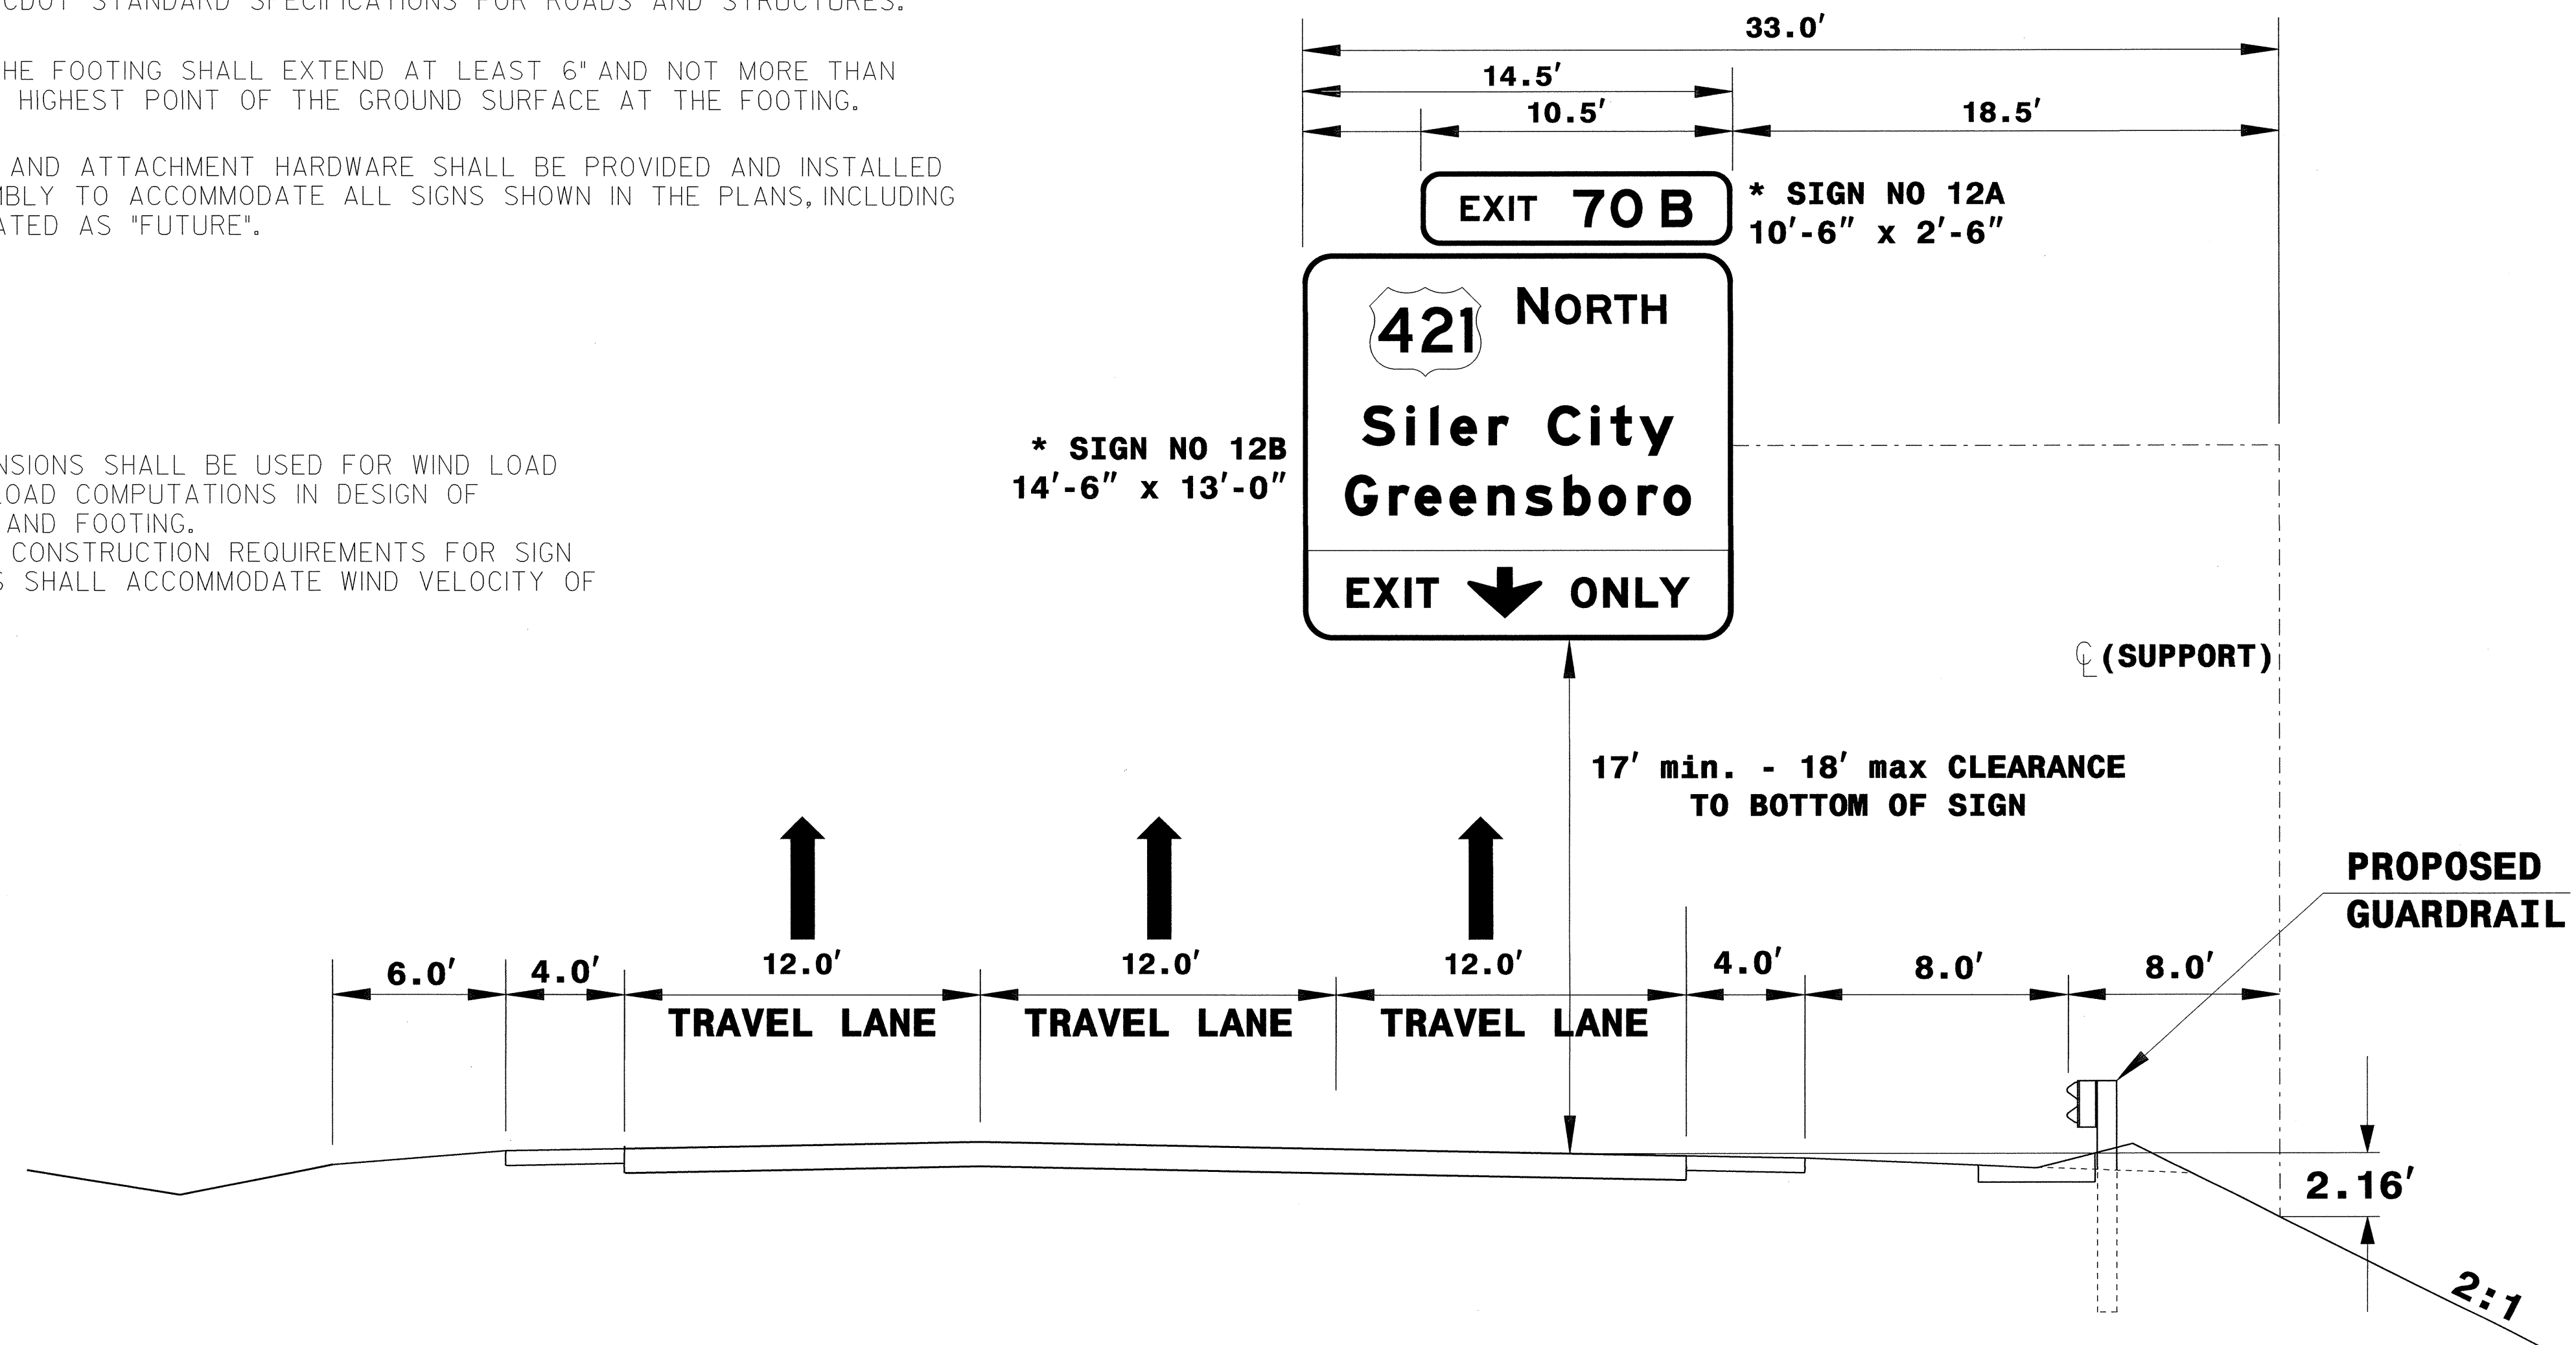 STANDARD SPECIFICATIONS FOR ROADS AND STRUCTURES.
FOOTING SHALL EXTEND AT LEAST 6" AND NOT MORE THAN
HIGHEST POINT OF THE GROUND SURFACE AT THE FOOTING.
AND ATTACHMENT HARDWARE SHALL BE PROVIDED AND INSTALLED
TO ACCOMMODATE ALL SIGNS SHOWN IN THE PLANS, INCLUDING
AS "FUTURE".
SHALL BE USED FOR WIND LOAD
LOAD COMPUTATIONS IN DESIGN OF
AND FOOTING.
CONSTRUCTION REQUIREMENTS FOR SIGN
SHALL ACCOMMODATE WIND VELOCITY OF
33.0'
14.5'
10.5'
18.5'
EXIT 70 B
* SIGN NO 12A
10'-6" x 2'-6"
421 NORTH
Siler City
Greensboro
EXIT ONLY
* SIGN NO 12B
14'-6" x 13'-0"
℄ (SUPPORT)
17' min. - 18' max CLEARANCE
TO BOTTOM OF SIGN
PROPOSED
GUARDRAIL
6.0' 4.0' 12.0' 12.0' 12.0' 4.0' 8.0' 8.0'
TRAVEL LANE TRAVEL LANE TRAVEL LANE
2.16'
2:1